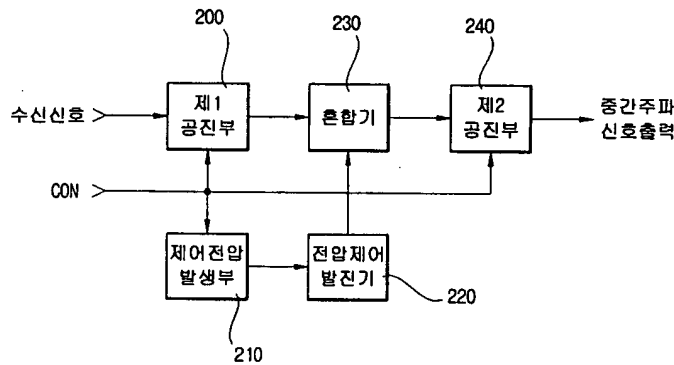 200
230
240
수신신호
제1
공진부
혼합기
제2
공진부
중간주파
신호출력
CON
제어전압
발생부
전압제어
발진기
220
210